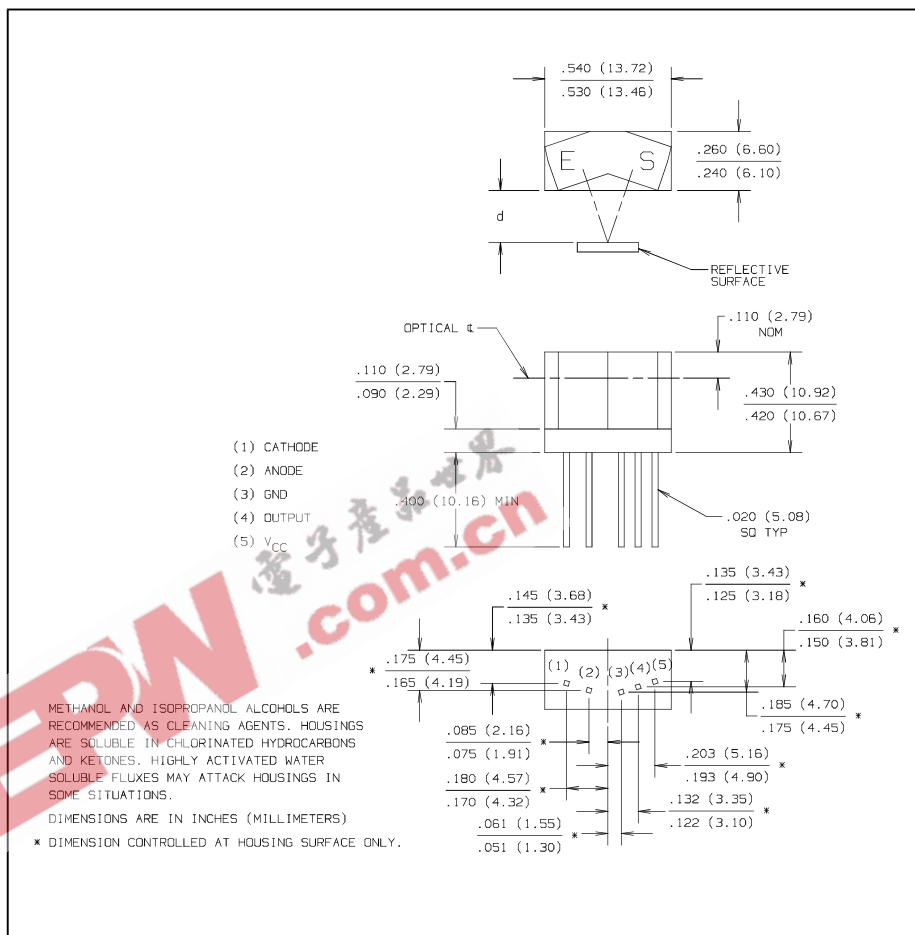 .540 (13.72)
.530 (13.46)
E S
.260 (6.60)
.240 (6.10)
d
REFLECTIVE
SURFACE
OPTICAL ℄
.110 (2.79)
NOM
.110 (2.79)
.090 (2.29)
.430 (10.92)
.420 (10.67)
(1) CATHODE
(2) ANODE
(3) GND
(4) OUTPUT
(5) VCC
.400 (10.16) MIN
.020 (5.08)
SQ TYP
電子產品世界
.com.cn
EPW
.145 (3.68) *
.135 (3.43)
.135 (3.43) *
.125 (3.18)
.160 (4.06) *
.150 (3.81)
* .175 (4.45)
.165 (4.19)
(1) (2) (3) (4) (5)
.185 (4.70) *
.175 (4.45)
METHANOL AND ISOPROPANOL ALCOHOLS ARE
RECOMMENDED AS CLEANING AGENTS. HOUSINGS
ARE SOLUBLE IN CHLORINATED HYDROCARBONS
AND KETONES. HIGHLY ACTIVATED WATER
SOLUBLE FLUXES MAY ATTACK HOUSINGS IN
SOME SITUATIONS.
DIMENSIONS ARE IN INCHES (MILLIMETERS)
* DIMENSION CONTROLLED AT HOUSING SURFACE ONLY.
.085 (2.16) *
.075 (1.91)
.203 (5.16) *
.193 (4.90)
.180 (4.57) *
.170 (4.32)
.132 (3.35) *
.122 (3.10)
.061 (1.55) *
.051 (1.30)